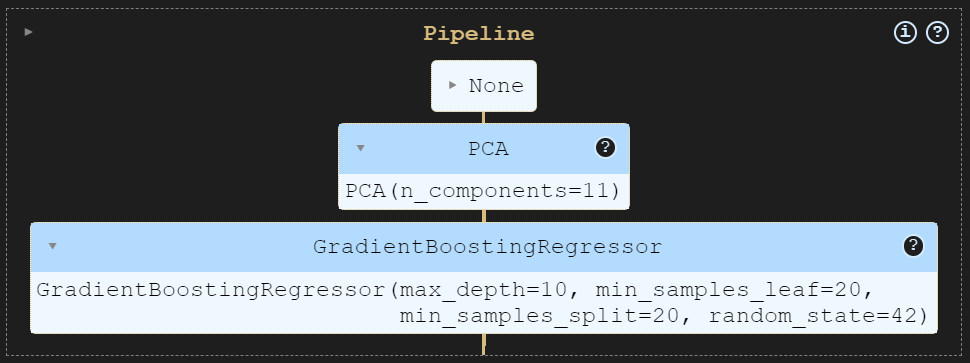 Pipeline
i ?
None
PCA ?
PCA(n_components=11)
GradientBoostingRegressor ?
GradientBoostingRegressor(max_depth=10, min_samples_leaf=20,
min_samples_split=20, random_state=42)